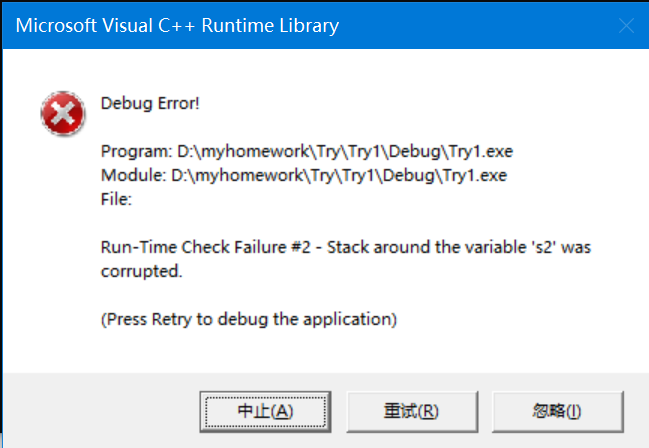 Microsoft Visual C++ Runtime Library
Debug Error!
Program: D:\myhomework\Try\Try1\Debug\Try1.exe
Module: D:\myhomework\Try\Try1\Debug\Try1.exe
File:
Run-Time Check Failure #2 - Stack around the variable 's2' was
corrupted.
(Press Retry to debug the application)
中止(A) 重试(R) 忽略(I)